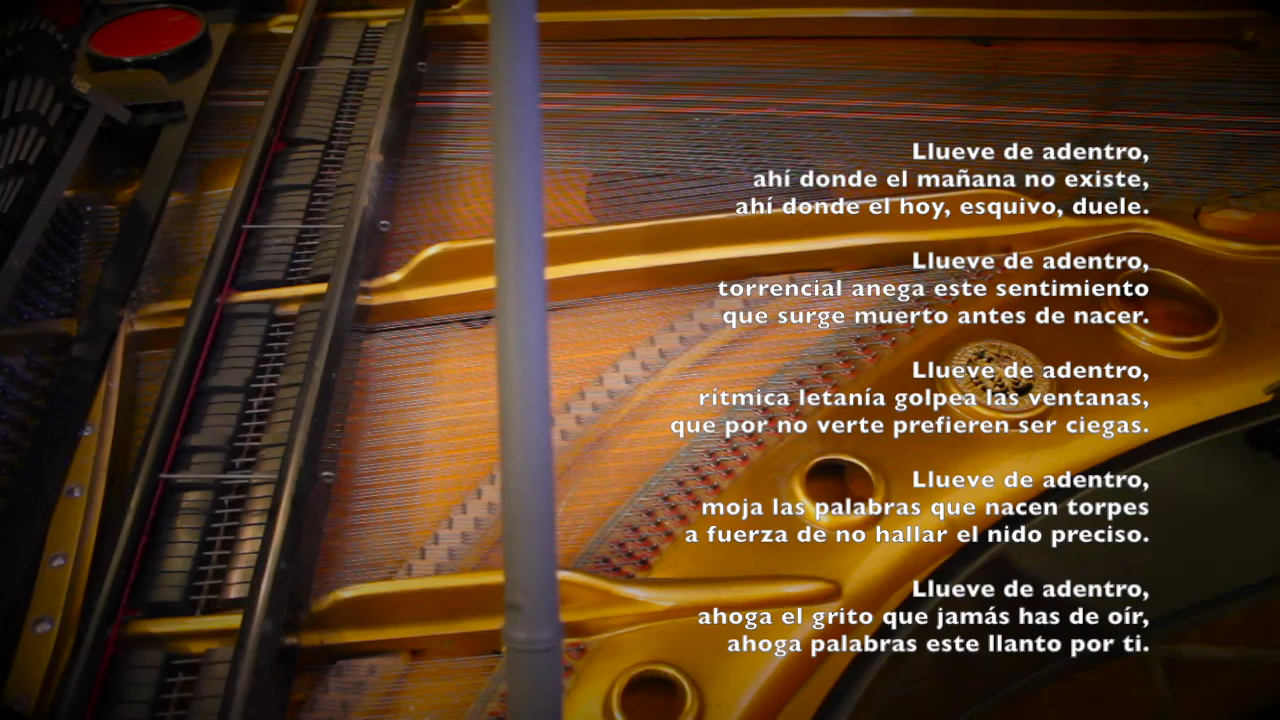 Llueve de adentro,
ahí donde el mañana no existe,
ahí donde el hoy, esquivo, duele.
Llueve de adentro,
torrencial anega este sentimiento
que surge muerto antes de nacer.
Llueve de adentro,
rítmica letanía golpea las ventanas,
que por no verte prefieren ser ciegas.
Llueve de adentro,
moja las palabras que nacen torpes
a fuerza de no hallar el nido preciso.
Llueve de adentro,
ahoga el grito que jamás has de oír,
ahoga palabras este llanto por ti.